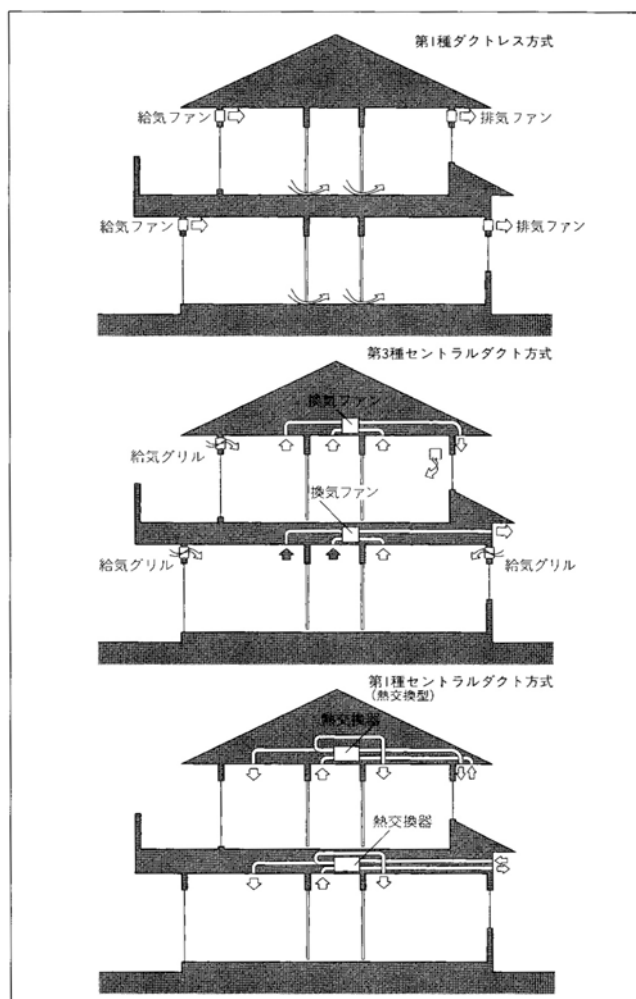 第1種ダクトレス方式
給気ファン
排気ファン
給気ファン
排気ファン
第3種セントラルダクト方式
換気ファン
給気グリル
換気ファン
給気グリル
給気グリル
第1種セントラルダクト方式
(熱交換型)
熱交換器
熱交換器